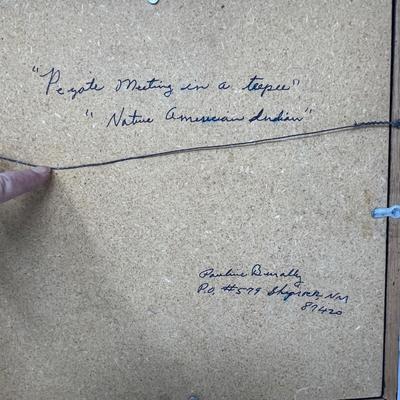 "Peyote Meeting in a teepee"
"Native American Indian"
Pauline Benally
P.O. #579 Shiprock, NM
87420